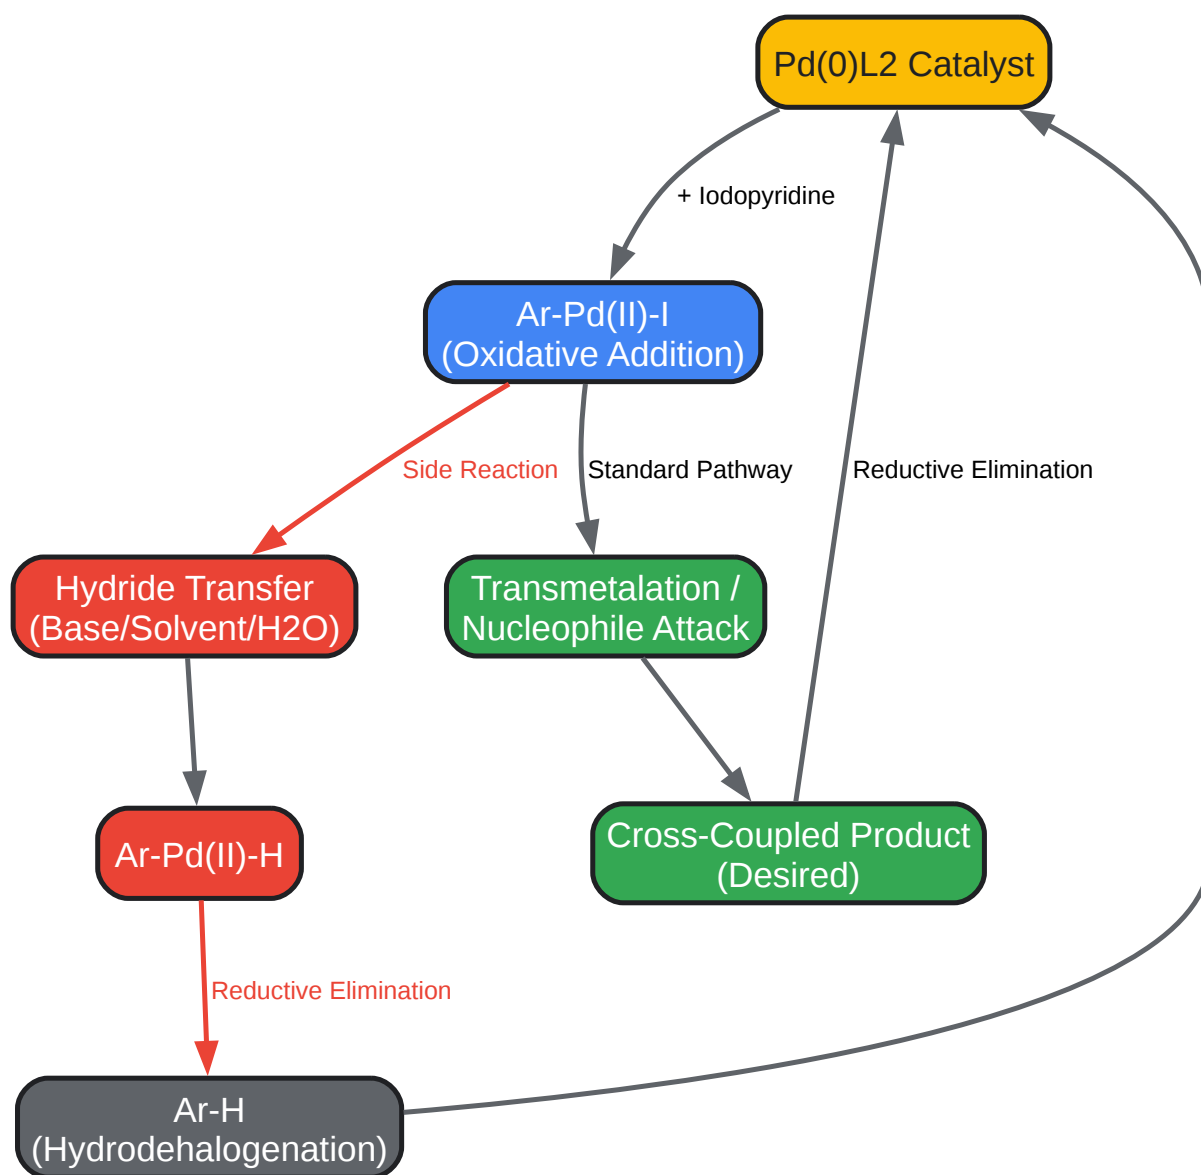 Pd(0)L2 Catalyst
+ Iodopyridine
Ar-Pd(II)-I
(Oxidative Addition)
Side Reaction
Standard Pathway
Reductive Elimination
Hydride Transfer
(Base/Solvent/H2O)
Transmetalation /
Nucleophile Attack
Ar-Pd(II)-H
Cross-Coupled Product
(Desired)
Reductive Elimination
Ar-H
(Hydrodehalogenation)